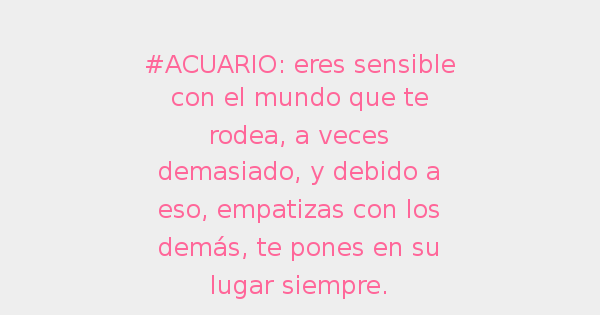 #ACUARIO: eres sensible
con el mundo que te
rodea, a veces
demasiado, y debido a
eso, empatizas con los
demás, te pones en su
lugar siempre.